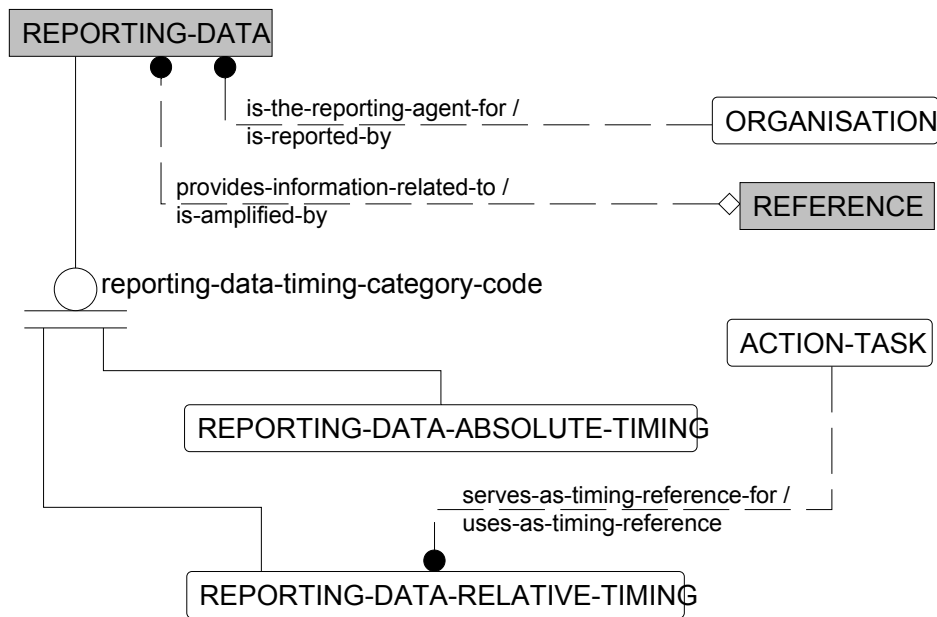 REPORTING-DATA
is-the-reporting-agent-for /
is-reported-by
ORGANISATION
provides-information-related-to /
is-amplified-by
REFERENCE
reporting-data-timing-category-code
ACTION-TASK
REPORTING-DATA-ABSOLUTE-TIMING
serves-as-timing-reference-for /
uses-as-timing-reference
REPORTING-DATA-RELATIVE-TIMING